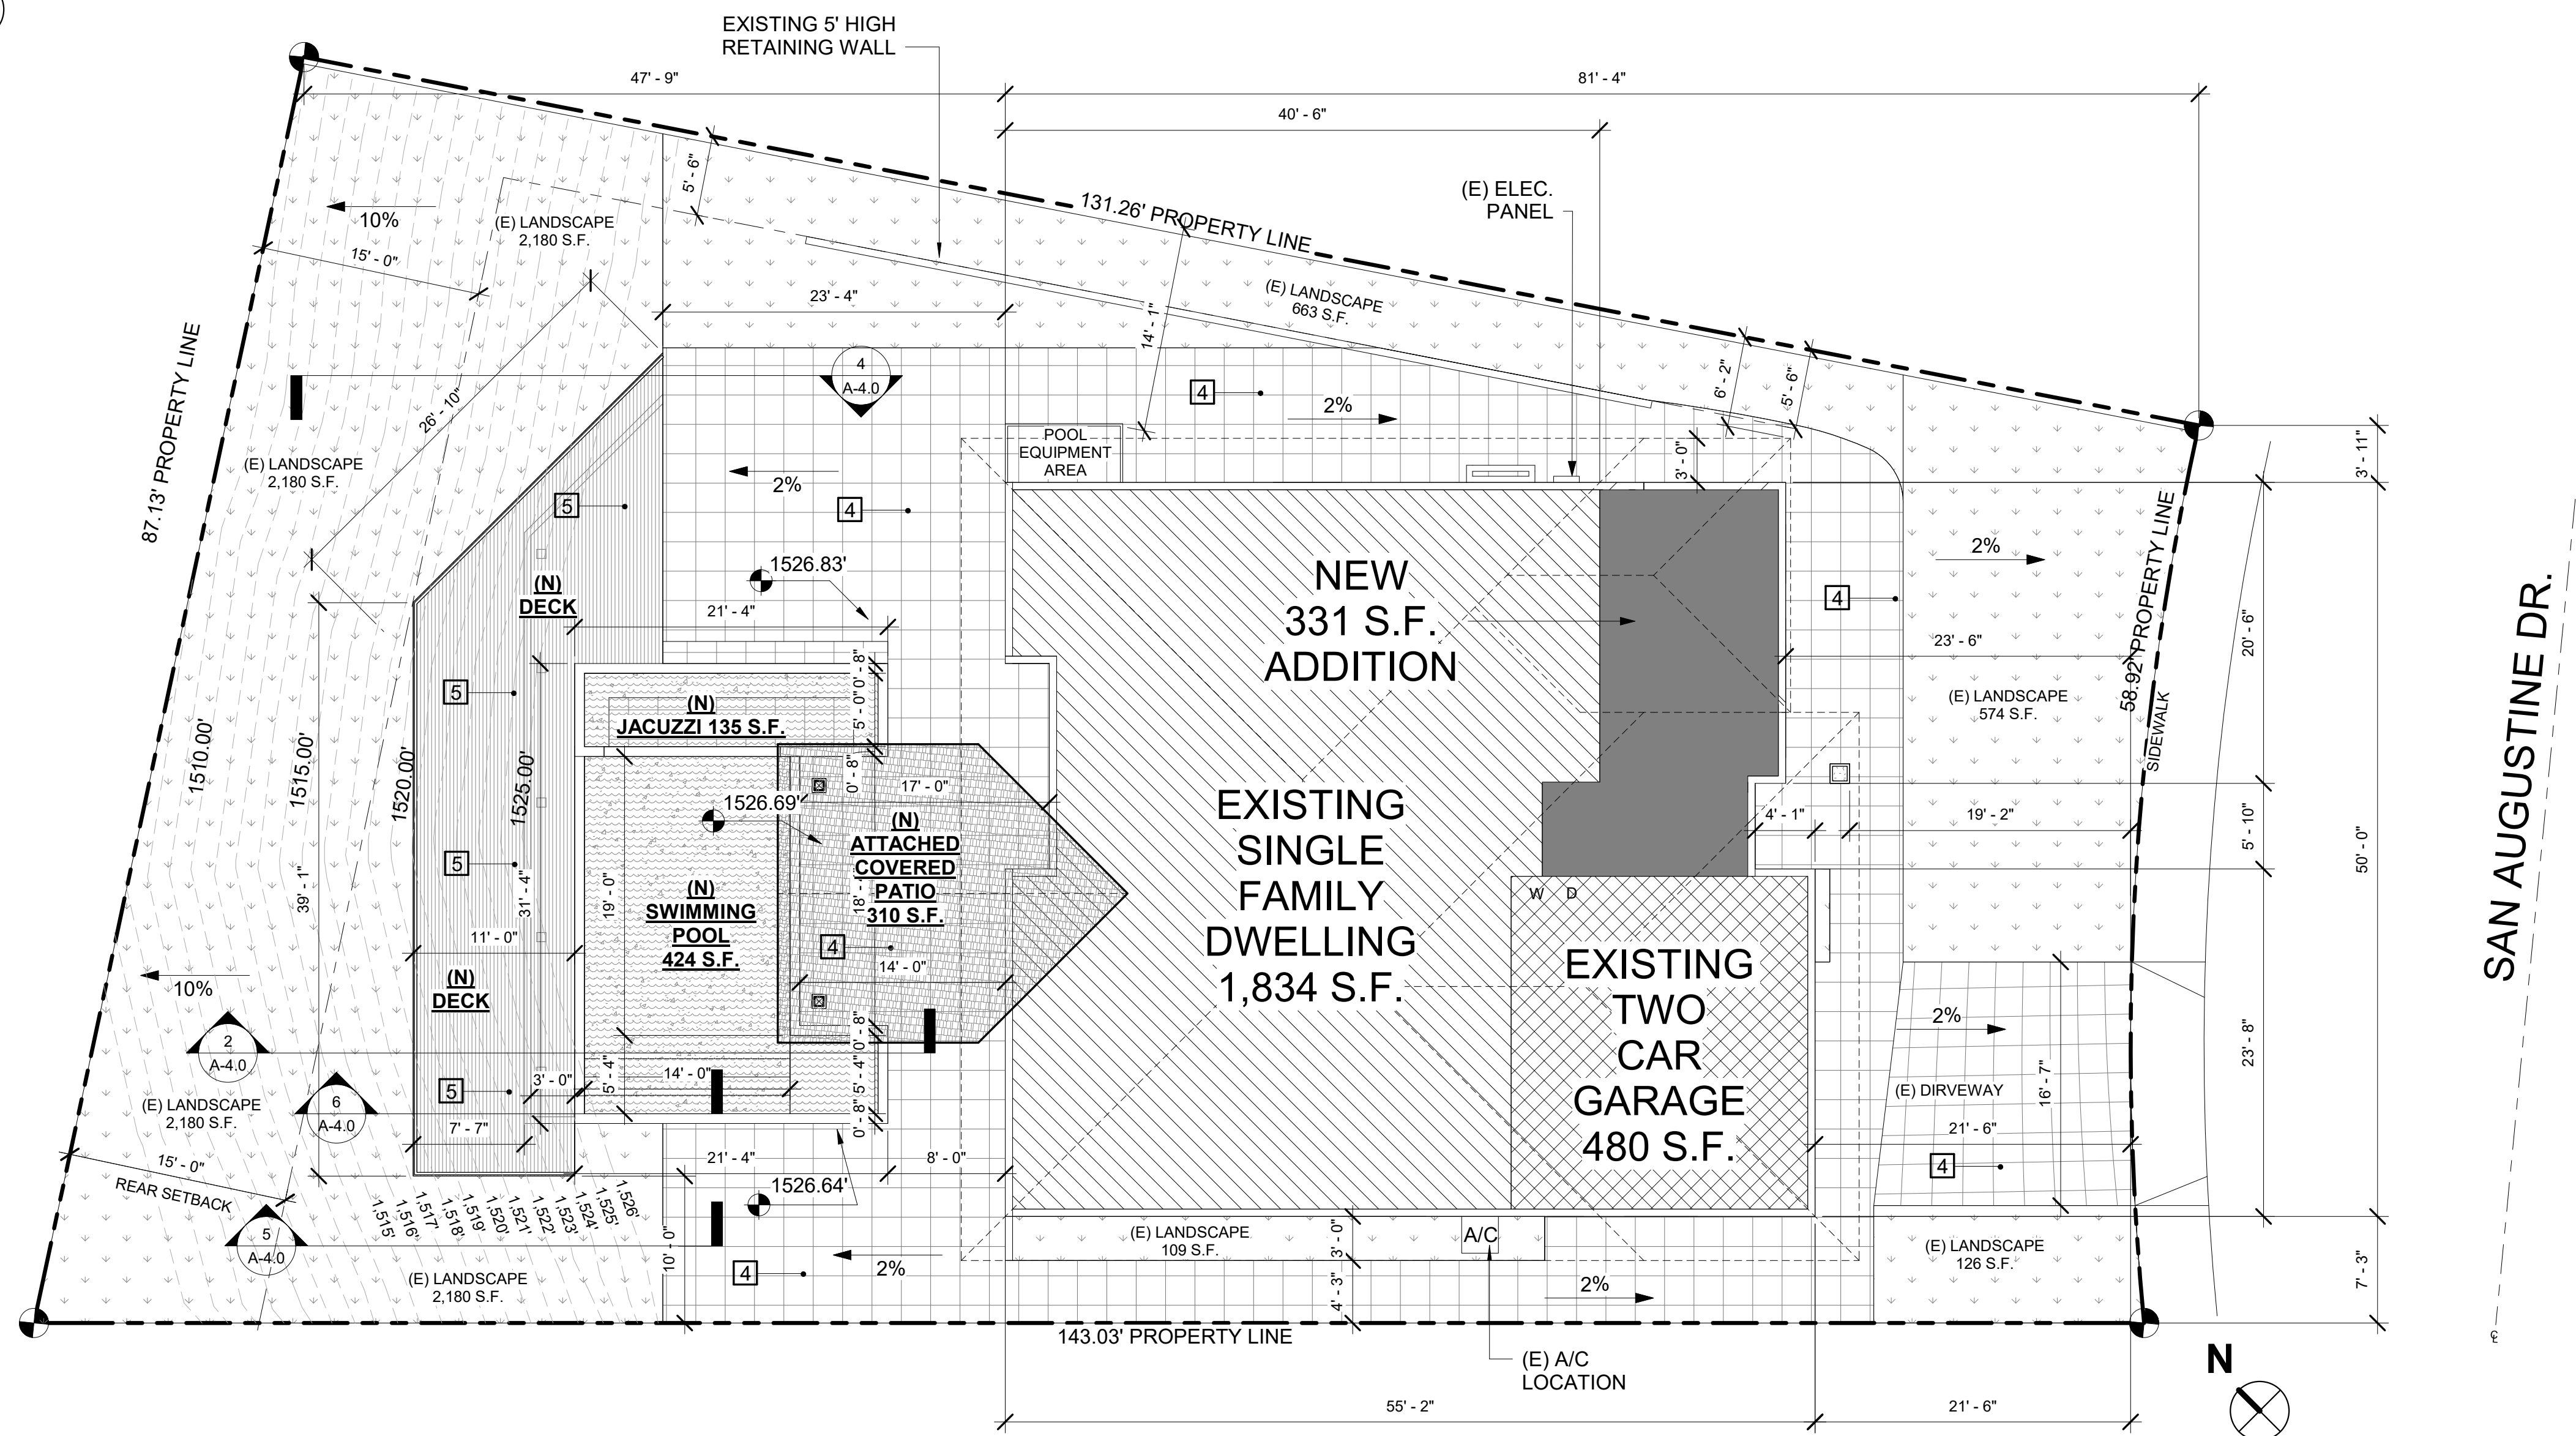 EXISTING 5' HIGH
RETAINING WALL
47' - 9"
81' - 4"
40' - 6"
5' - 6"
(E) ELEC.
PANEL
131.26' PROPERTY LINE
10%
(E) LANDSCAPE
2,180 S.F.
15' - 0"
23' - 4"
14' - 1"
(E) LANDSCAPE
663 S.F.
87.13' PROPERTY LINE
26' - 10"
4
A-4.0
4
2%
6' - 2"
5' - 6"
3' - 11"
POOL
EQUIPMENT
AREA
3' - 0"
(E) LANDSCAPE
2,180 S.F.
2%
5
4
1526.83'
21' - 4"
(N)
DECK
NEW
331 S.F.
ADDITION
4
2%
58.92' PROPERTY LINE
SIDEWALK
20' - 6"
23' - 6"
(E) LANDSCAPE
574 S.F.
SAN AUGUSTINE DR.
5
(N)
JACUZZI 135 S.F.
0' - 8"
5' - 0"
0' - 8"
1510.00'
1515.00'
1520.00'
1525.00'
17' - 0"
1526.69'
(N)
ATTACHED
COVERED
PATIO
310 S.F.
4
14' - 0"
EXISTING
SINGLE
FAMILY
DWELLING
1,834 S.F.
4' - 1"
19' - 2"
5' - 10"
50' - 0"
5
39' - 1"
31' - 4"
19' - 0"
(N)
SWIMMING
POOL
424 S.F.
W D
EXISTING
TWO
CAR
GARAGE
480 S.F.
11' - 0"
(N)
DECK
10%
2
A-4.0
6
A-4.0
5
3' - 0"
5' - 4"
14' - 0"
0' - 8"
5' - 4"
0' - 8"
2%
(E) DIRVEWAY
16' - 7"
23' - 8"
(E) LANDSCAPE
2,180 S.F.
7' - 7"
21' - 4"
8' - 0"
21' - 6"
4
15' - 0"
REAR SETBACK
1526.64'
1,515'
1,516'
1,517'
1,518'
1,519'
1,520'
1,521'
1,522'
1,523'
1,524'
1,525'
1,526'
5
A-4.0
10' - 0"
4
2%
(E) LANDSCAPE
109 S.F.
3' - 0"
4' - 3"
A/C
2%
(E) LANDSCAPE
126 S.F.
7' - 3"
(E) LANDSCAPE
2,180 S.F.
143.03' PROPERTY LINE
(E) A/C
LOCATION
N
55' - 2"
21' - 6"